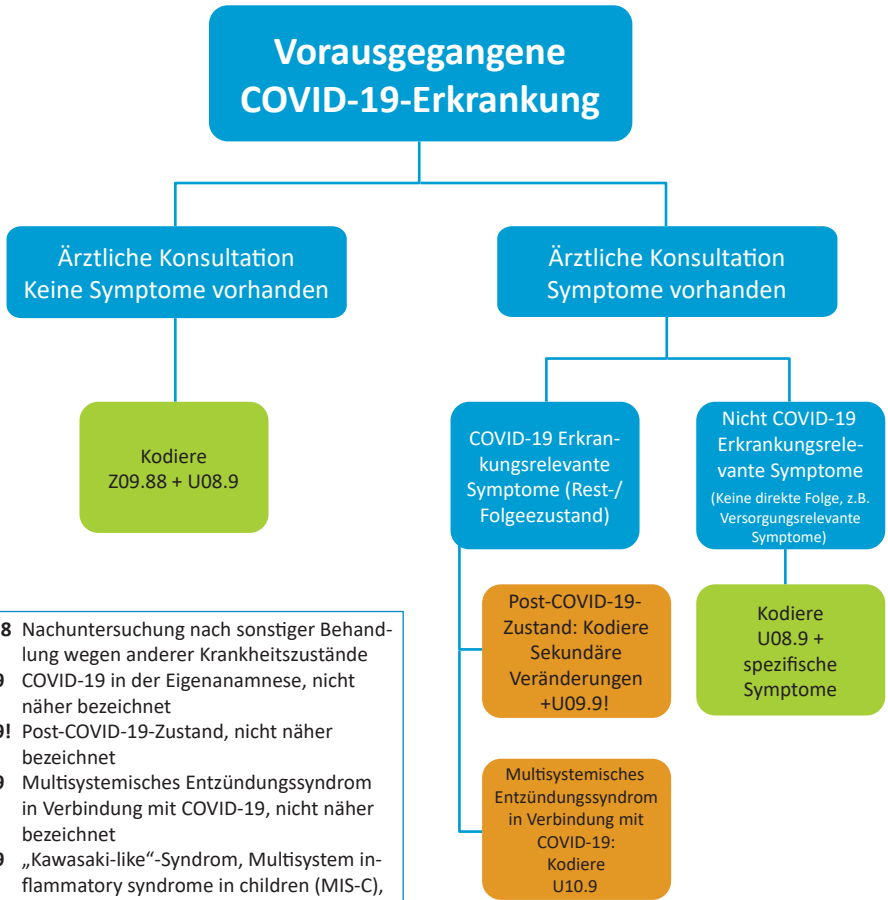 Vorausgegangene
COVID-19-Erkrankung
Ärztliche Konsultation
Keine Symptome vorhanden
Ärztliche Konsultation
Symptome vorhanden
Kodiere
Z09.88 + U08.9
COVID-19 Erkran-
kungsrelevante
Symptome (Rest-/
Folgeezustand)
Nicht COVID-19
Erkrankungsrele-
vante Symptome
(Keine direkte Folge, z.B.
Versorgungsrelevante
Symptome)
Post-COVID-19-
Zustand: Kodiere
Sekundäre
Veränderungen
+U09.9!
Kodiere
U08.9 +
spezifische
Symptome
Multisystemisches
Entzündungssyndrom
in Verbindung mit
COVID-19:
Kodiere
U10.9
8 Nachuntersuchung nach sonstiger Behand-
lung wegen anderer Krankheitszustände
9 COVID-19 in der Eigenanamnese, nicht
näher bezeichnet
9! Post-COVID-19-Zustand, nicht näher
bezeichnet
9 Multisystemisches Entzündungssyndrom
in Verbindung mit COVID-19, nicht näher
bezeichnet
9 „Kawasaki-like“-Syndrom, Multisystem in-
flammatory syndrome in children (MIS-C),